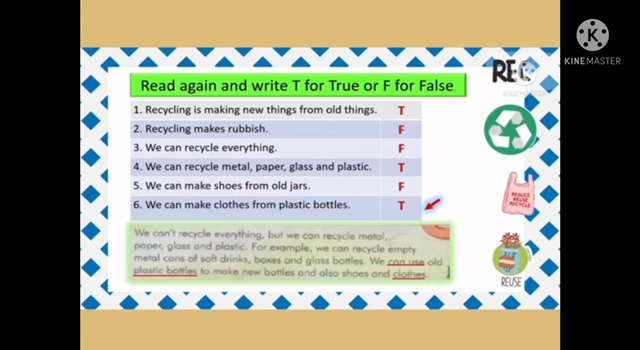 KINEMASTER
REC
Read again and write T for True or F for False.
1. Recycling is making new things from old things. T
2. Recycling makes rubbish. F
3. We can recycle everything. F
4. We can recycle metal, paper, glass and plastic. T
5. We can make shoes from old jars. F
6. We can make clothes from plastic bottles. T
We can't recycle everything, but we can recycle metal,
paper, glass and plastic. For example, we can recycle empty
metal cans of soft drinks, boxes and glass bottles. We can use old
plastic bottles to make new bottles and also shoes and clothes.
REDUCE
REUSE
RECYCLE
REUSE